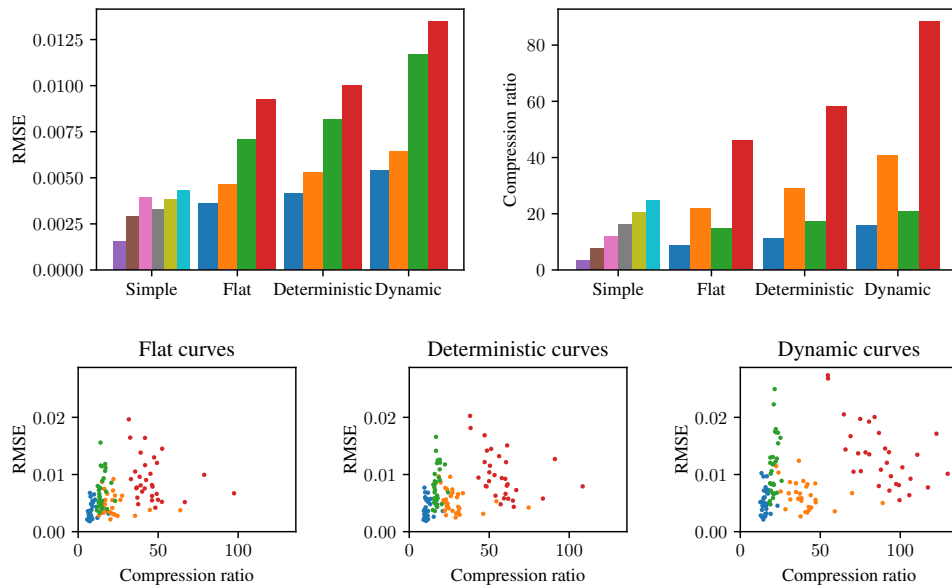 RMSE
0.0125
0.0100
0.0075
0.0050
0.0025
0.0000
Simple
Flat
Deterministic
Dynamic
Compression ratio
80
60
40
20
0
Simple
Flat
Deterministic
Dynamic
Flat curves
RMSE
0.02
0.01
0.00
0
50
100
Compression ratio
Deterministic curves
RMSE
0.02
0.01
0.00
0
50
100
Compression ratio
Dynamic curves
RMSE
0.02
0.01
0.00
0
50
100
Compression ratio